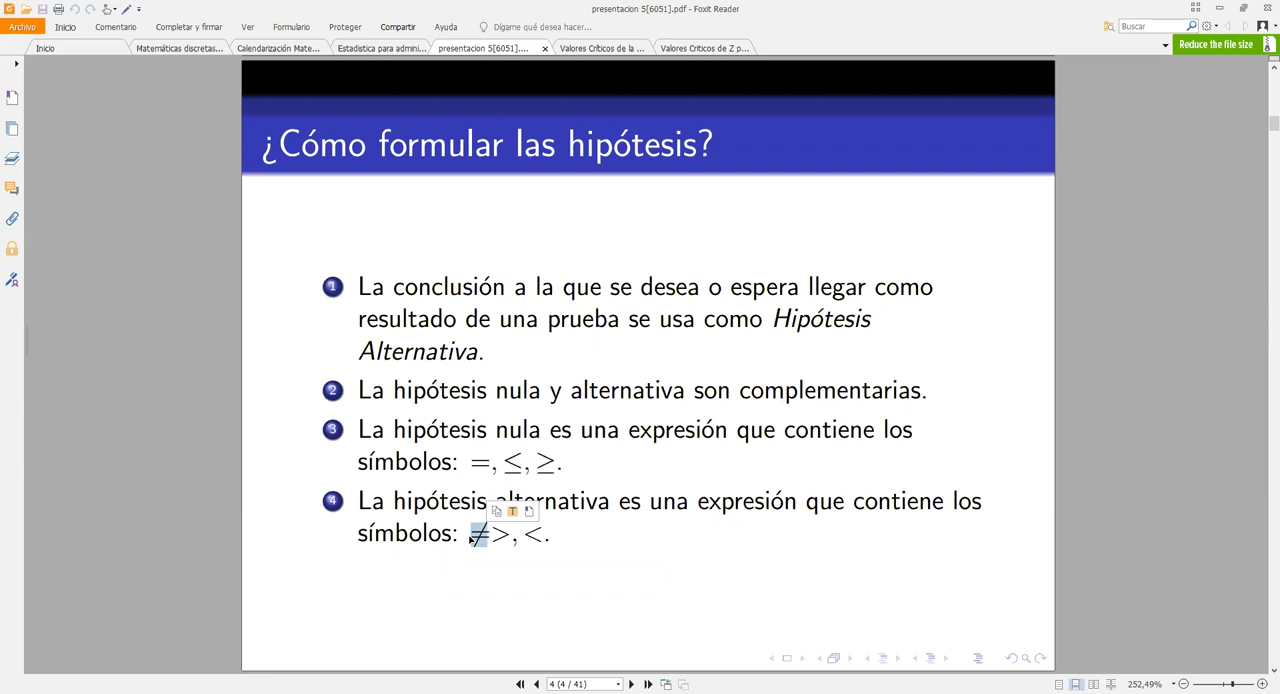 presentacion 5[6051].pdf - Foxit Reader
Archivo Inicio Comentario Completar y firmar Ver Formulario Proteger Compartir Ayuda Dígame qué desea hacer... Buscar
Inicio Matemáticas discretas... Calendarización Mate... Estadistica para admini... presentacion 5[6051].... Valores Críticos de la ... Valores Criticos de Z p... Reduce the file size
¿Cómo formular las hipótesis?
1 La conclusión a la que se desea o espera llegar como
resultado de una prueba se usa como Hipótesis
Alternativa.
2 La hipótesis nula y alternativa son complementarias.
3 La hipótesis nula es una expresión que contiene los
símbolos: =, ≤, ≥.
4 La hipótesis alternativa es una expresión que contiene los
símbolos: ≠>, <.
4 (4 / 41) 252,49%